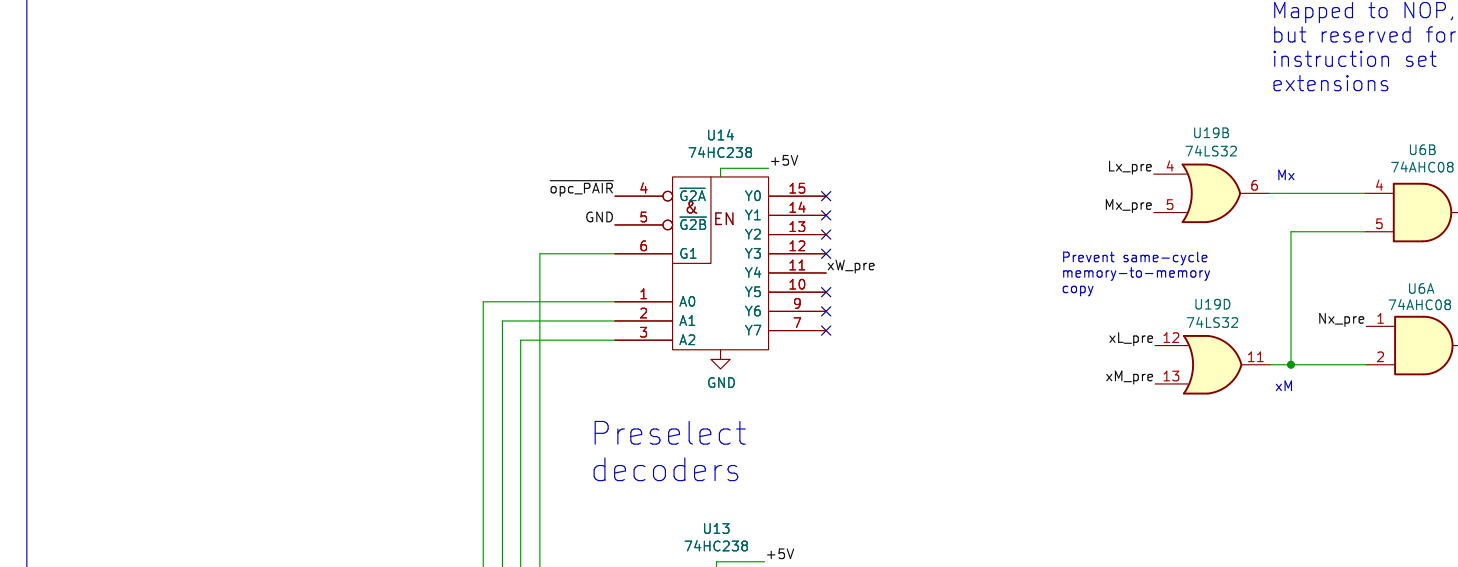 Mapped to NOP,
but reserved for
instruction set
extensions
U14
74HC238
+5V
opc_PAIR
4
G2A
&
GND
5
G2B
EN
6
G1
1
A0
2
A1
3
A2
Y0
15
Y1
14
Y2
13
Y3
12
Y4
11
xW_pre
Y5
10
Y6
9
Y7
7
GND
Preselect
decoders
U13
74HC238
+5V
U19B
74LS32
Lx_pre
4
Mx_pre
5
6
Mx
U6B
74AHC08
4
5
Prevent same-cycle
memory-to-memory
copy
U19D
74LS32
xL_pre
12
xM_pre
13
11
xM
U6A
74AHC08
Nx_pre
1
2